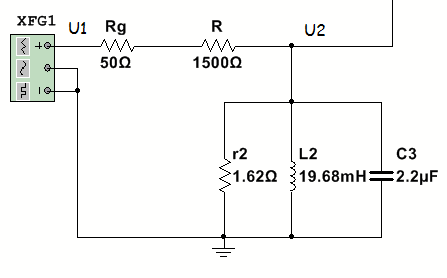 XFG1
U1
Rg
R
U2
50Ω
1500Ω
r2
1.62Ω
L2
19.68mH
C3
2.2µF